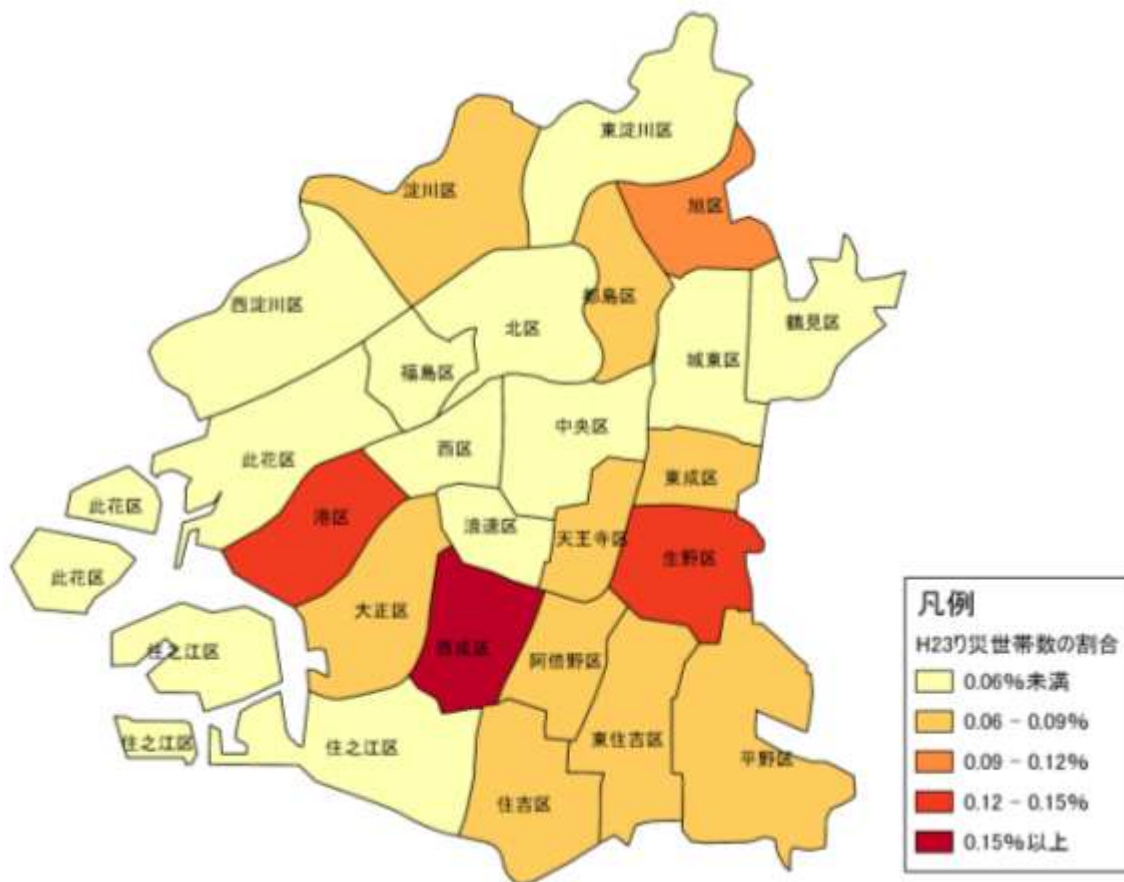 東淀川区
淀川区
旭区
西淀川区
都島区
鶴見区
北区
城東区
福島区
中央区
西区
此花区
東成区
此花区
港区
浪速区
天王寺区
生野区
此花区
大正区
西成区
阿倍野区
住之江区
住之江区
住之江区
東住吉区
平野区
住吉区
凡例
H23り災世帯数の割合
0.06%未満
0.06 - 0.09%
0.09 - 0.12%
0.12 - 0.15%
0.15%以上